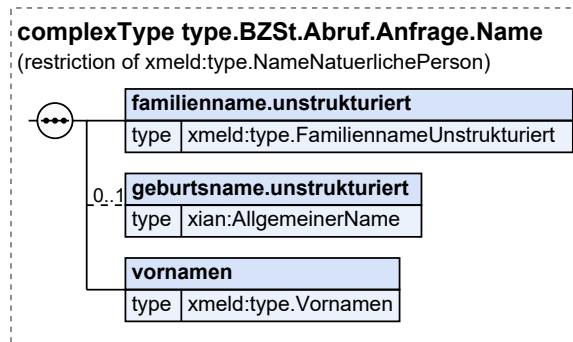 complexType type.BZSt.Abruf.Anfrage.Name
(restriction of xmeld:type.NameNatuerlichePerson)
familienname.unstrukturiert
type xmeld:type.FamiliennameUnstrukturiert
0..1 geburtsname.unstrukturiert
type xian:AllgemeinerName
vornamen
type xmeld:type.Vornamen